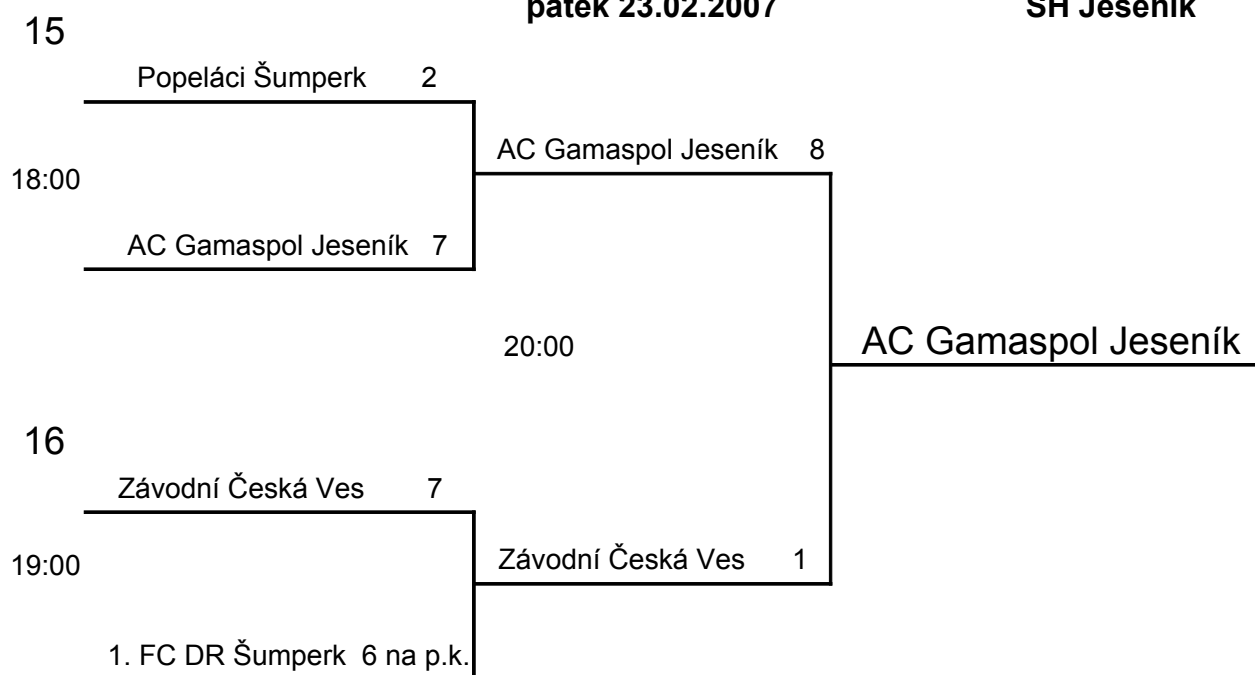 pátek 23.02.2007 SH Jeseník
15
Popeláci Šumperk 2
AC Gamaspol Jeseník 8
18:00
AC Gamaspol Jeseník 7
20:00
AC Gamaspol Jeseník
16
Závodní Česká Ves 7
19:00
Závodní Česká Ves 1
1. FC DR Šumperk 6 na p.k.